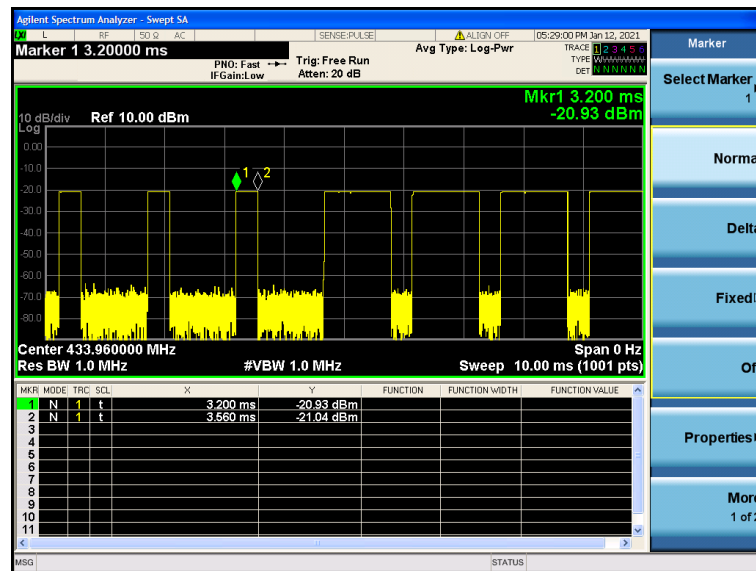 Agilent Spectrum Analyzer - Swept SA
LXI L RF 50 Ω AC SENSE:PULSE ALIGN OFF 05:29:00 PM Jan 12, 2021
Marker 1 3.20000 ms
PNO: Fast
IFGain:Low
Trig: Free Run
Atten: 20 dB
Avg Type: Log-Pwr
TRACE 1 2 3 4 5 6
TYPE
DET N N N N N N
Mkr1 3.200 ms
-20.93 dBm
10 dB/div Ref 10.00 dBm
Log
0.00
-10.0
-20.0
-30.0
-40.0
-50.0
-60.0
-70.0
-80.0
1
2
Center 433.960000 MHz
Span 0 Hz
Res BW 1.0 MHz #VBW 1.0 MHz Sweep 10.00 ms (1001 pts)
MKR MODE TRC SCL X Y FUNCTION FUNCTION WIDTH FUNCTION VALUE
1 N 1 t 3.200 ms -20.93 dBm
2 N 1 t 3.560 ms -21.04 dBm
3
4
5
6
7
8
9
10
11
MSG STATUS
Marker
Select Marker
1
Norma
Delta
Fixed
Of
Properties
More
1 of 2